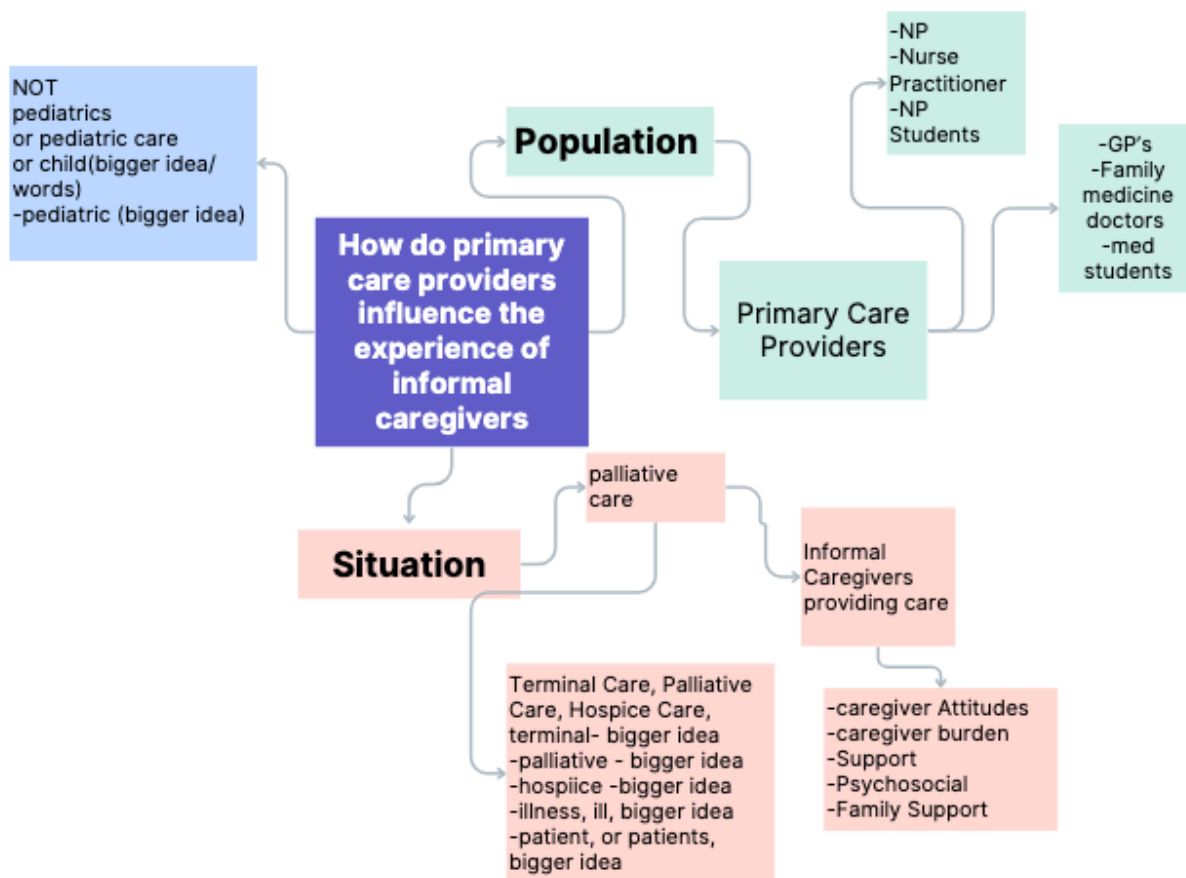 NOT
pediatrics
or pediatric care
or child(bigger idea/
words)
-pediatric (bigger idea)
Population
-NP
-Nurse
Practitioner
-NP
Students
-GP's
-Family
medicine
doctors
-med
students
How do primary
care providers
influence the
experience of
informal
caregivers
Primary Care
Providers
Situation
palliative
care
Informal
Caregivers
providing care
Terminal Care, Palliative
Care, Hospice Care,
terminal- bigger idea
-palliative - bigger idea
-hospiice -bigger idea
-illness, ill, bigger idea
-patient, or patients,
bigger idea
-caregiver Attitudes
-caregiver burden
-Support
-Psychosocial
-Family Support